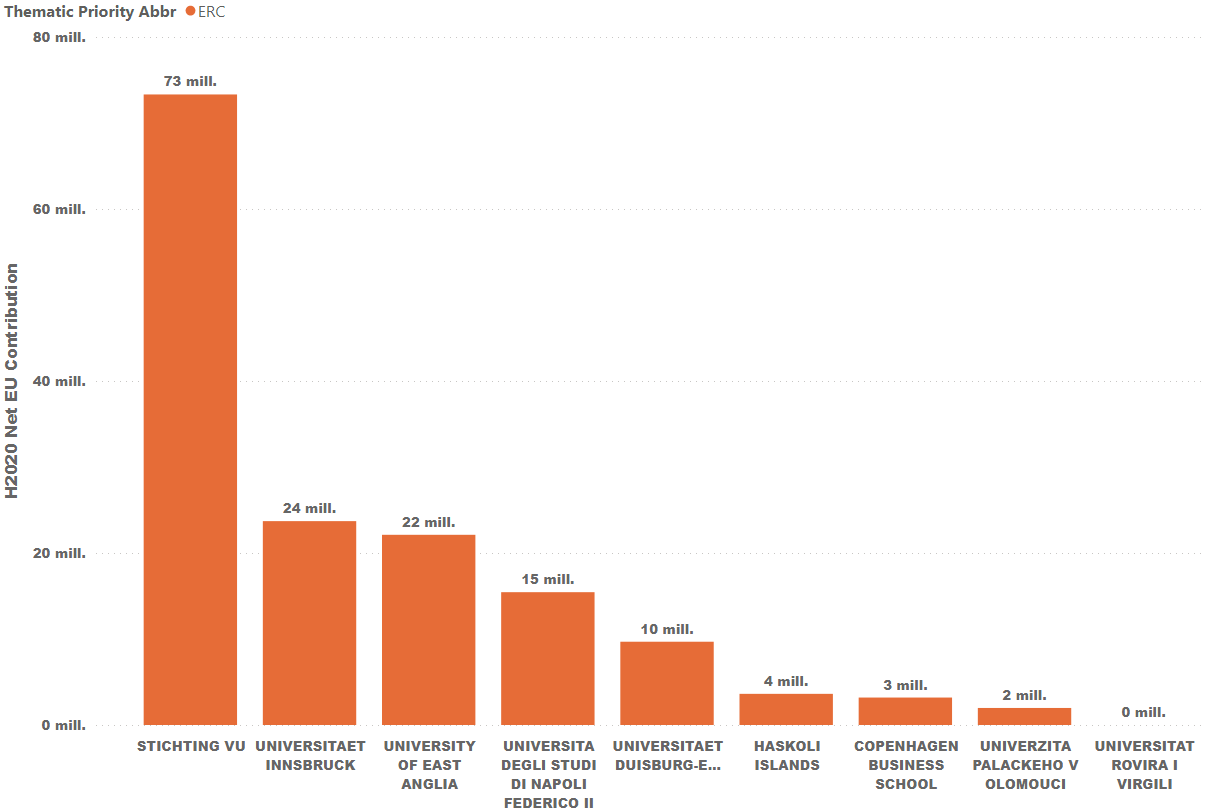 Thematic Priority Abbr ERC
80 mill.
60 mill.
40 mill.
20 mill.
0 mill.
H2020 Net EU Contribution
73 mill.
24 mill.
22 mill.
15 mill.
10 mill.
4 mill.
3 mill.
2 mill.
0 mill.
STICHTING VU
UNIVERSITAET
INNSBRUCK
UNIVERSITY
OF EAST
ANGLIA
UNIVERSITA
DEGLI STUDI
DI NAPOLI
FEDERICO II
UNIVERSITAET
DUISBURG-E...
HASKOLI
ISLANDS
COPENHAGEN
BUSINESS
SCHOOL
UNIVERZITA
PALACKEHO V
OLOMOUCI
UNIVERSITAT
ROVIRA I
VIRGILI